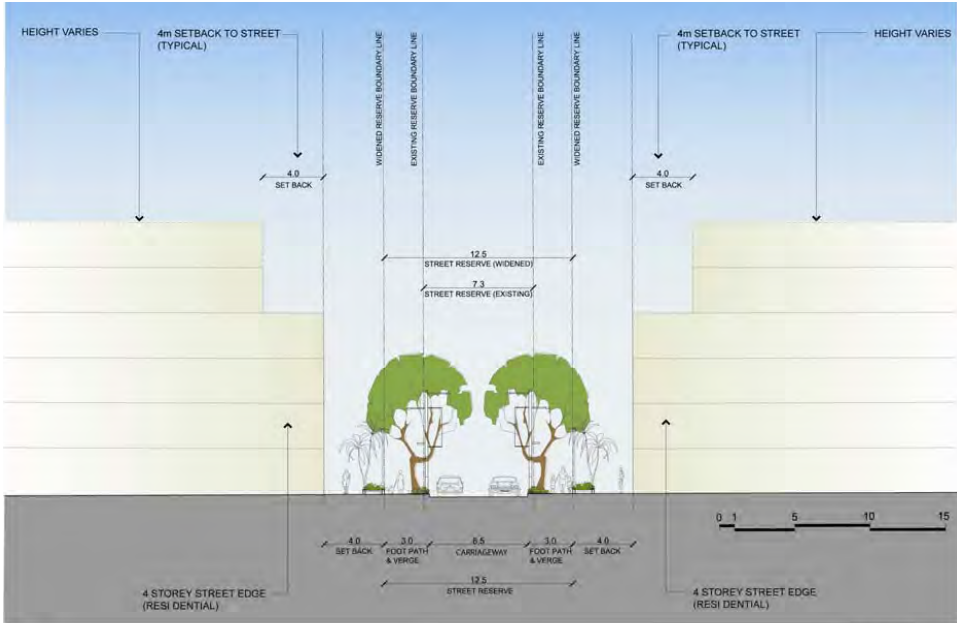 HEIGHT VARIES
4m SETBACK TO STREET
(TYPICAL)
WIDENED RESERVE BOUNDARY LINE
EXISTING RESERVE BOUNDARY LINE
EXISTING RESERVE BOUNDARY LINE
WIDENED RESERVE BOUNDARY LINE
4m SETBACK TO STREET
(TYPICAL)
HEIGHT VARIES
4.0
SET BACK
4.0
SET BACK
12.5
STREET RESERVE (WIDENED)
7.3
STREET RESERVE (EXISTING)
0 1 5 10 15
4.0 3.0 6.5 3.0 4.0
SET BACK FOOT PATH CARRIAGEWAY FOOT PATH SET BACK
& VERGE & VERGE
12.5
STREET RESERVE
4 STOREY STREET EDGE
(RESI DENTIAL)
4 STOREY STREET EDGE
(RESI DENTIAL)